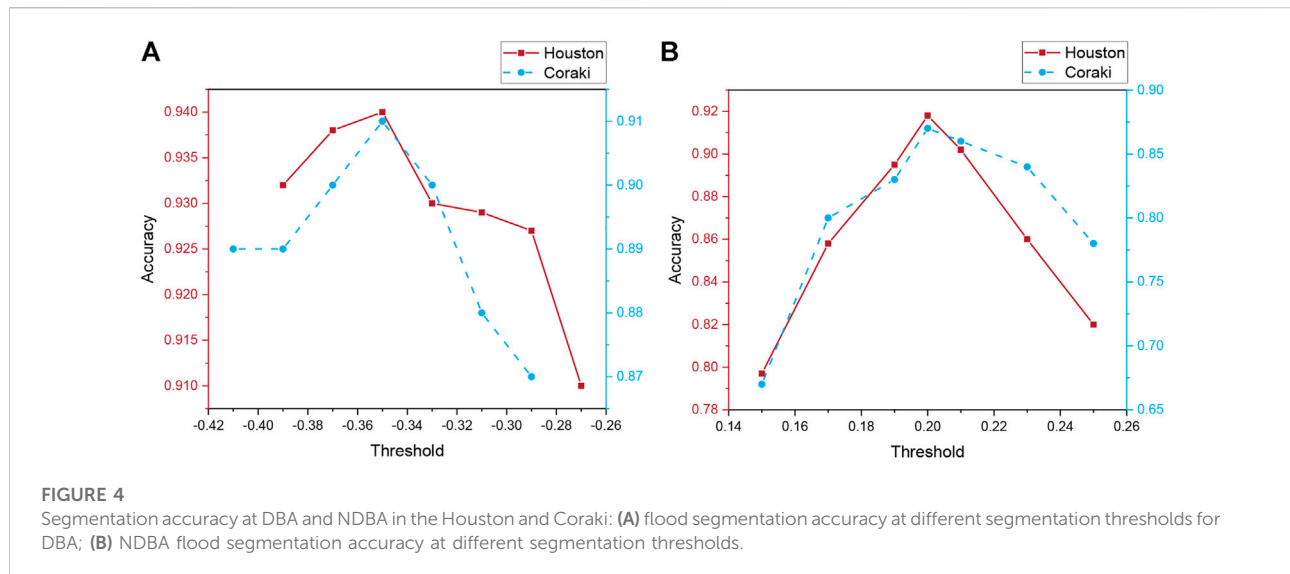 A
Houston
Coraki
0.940
0.935
0.930
0.925
0.920
0.915
0.910
Accuracy
0.91
0.90
0.89
0.88
0.87
-0.42 -0.40 -0.38 -0.36 -0.34 -0.32 -0.30 -0.28 -0.26
Threshold
B
Houston
Coraki
0.92
0.90
0.88
0.86
0.84
0.82
0.80
0.78
Accuracy
0.90
0.85
0.80
0.75
0.70
0.65
0.14 0.16 0.18 0.20 0.22 0.24 0.26
Threshold
FIGURE 4
Segmentation accuracy at DBA and NDBA in the Houston and Coraki: (A) flood segmentation accuracy at different segmentation thresholds for
DBA; (B) NDBA flood segmentation accuracy at different segmentation thresholds.